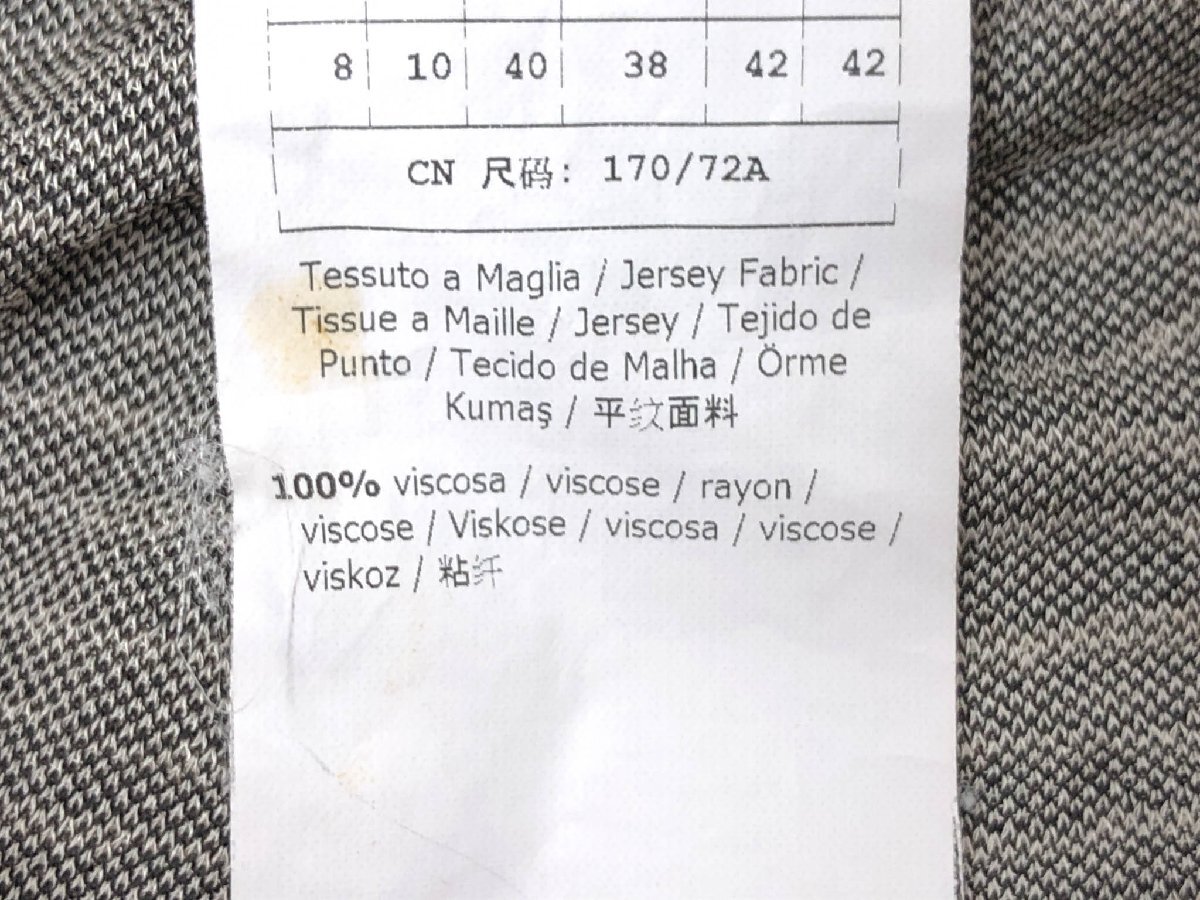 8 10 40 38 42 42
CN 尺码: 170/72A
Tessuto a Maglia / Jersey Fabric /
Tissue a Maille / Jersey / Tejido de
Punto / Tecido de Malha / Örme
Kumaş / 平纹面料
100% viscosa / viscose / rayon /
viscose / Viskose / viscosa / viscose /
viskoz / 粘纤